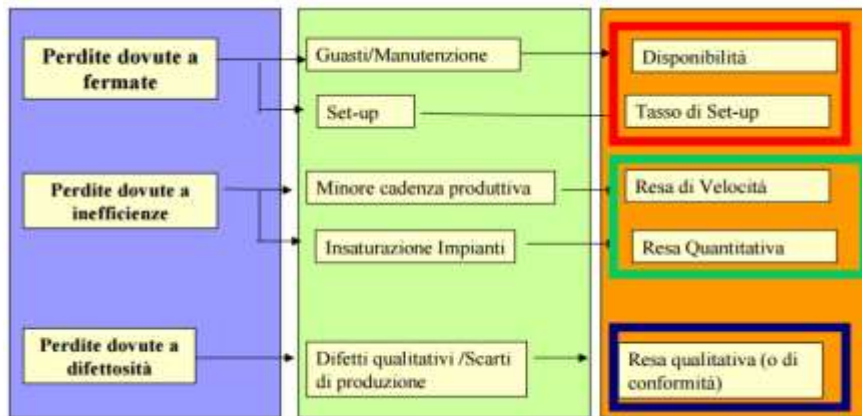 Perdite dovute a
fermate
Guasti/Manutenzione
Disponibilità
Set-up
Tasso di Set-up
Perdite dovute a
inefficienze
Minore cadenza produttiva
Resa di Velocità
Insaturazione Impianti
Resa Quantitativa
Perdite dovute a
difettosità
Difetti qualitativi /Scarti
di produzione
Resa qualitativa (o di
conformità)